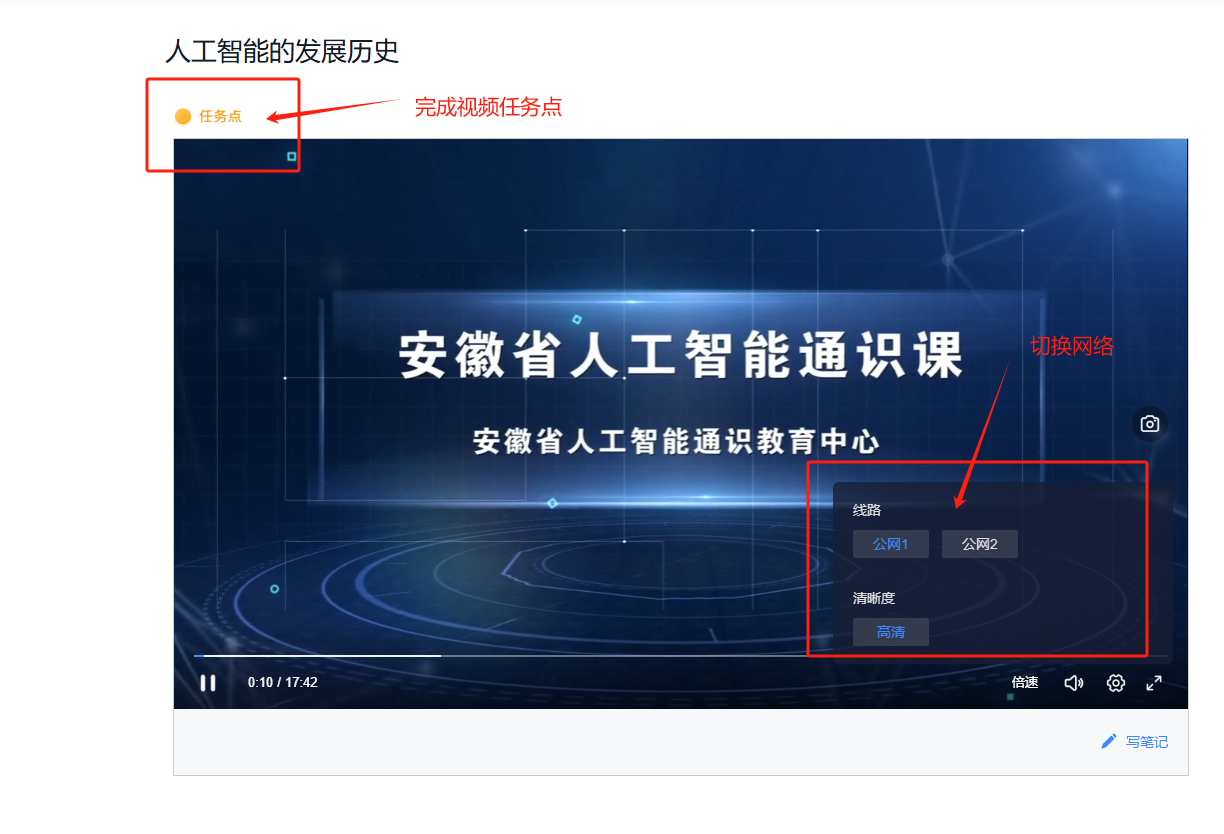 人工智能的发展历史
任务点
完成视频任务点
安徽省人工智能通识课
切换网络
安徽省人工智能通识教育中心
线路
公网1 公网2
清晰度
高清
0:10 / 17:42 倍速
写笔记